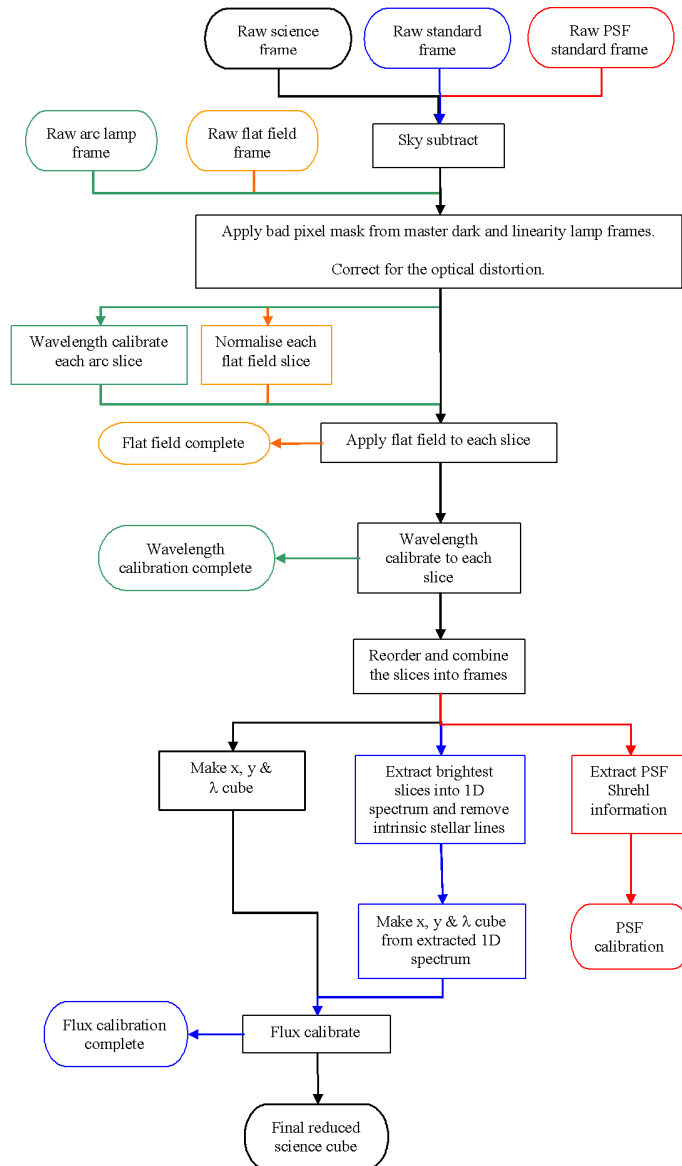 Raw science
frame
Raw standard
frame
Raw PSF
standard frame
Raw arc lamp
frame
Raw flat field
frame
Sky subtract
Apply bad pixel mask from master dark and linearity lamp frames.
Correct for the optical distortion.
Wavelength calibrate
each arc slice
Normalise each
flat field slice
Flat field complete
Apply flat field to each slice
Wavelength
calibration complete
Wavelength
calibrate to each
slice
Reorder and combine
the slices into frames
Make x, y &
λ cube
Extract brightest
slices into 1D
spectrum and remove
intrinsic stellar lines
Extract PSF
Shrehl
information
Make x, y & λ cube
from extracted 1D
spectrum
PSF
calibration
Flux calibration
complete
Flux calibrate
Final reduced
science cube